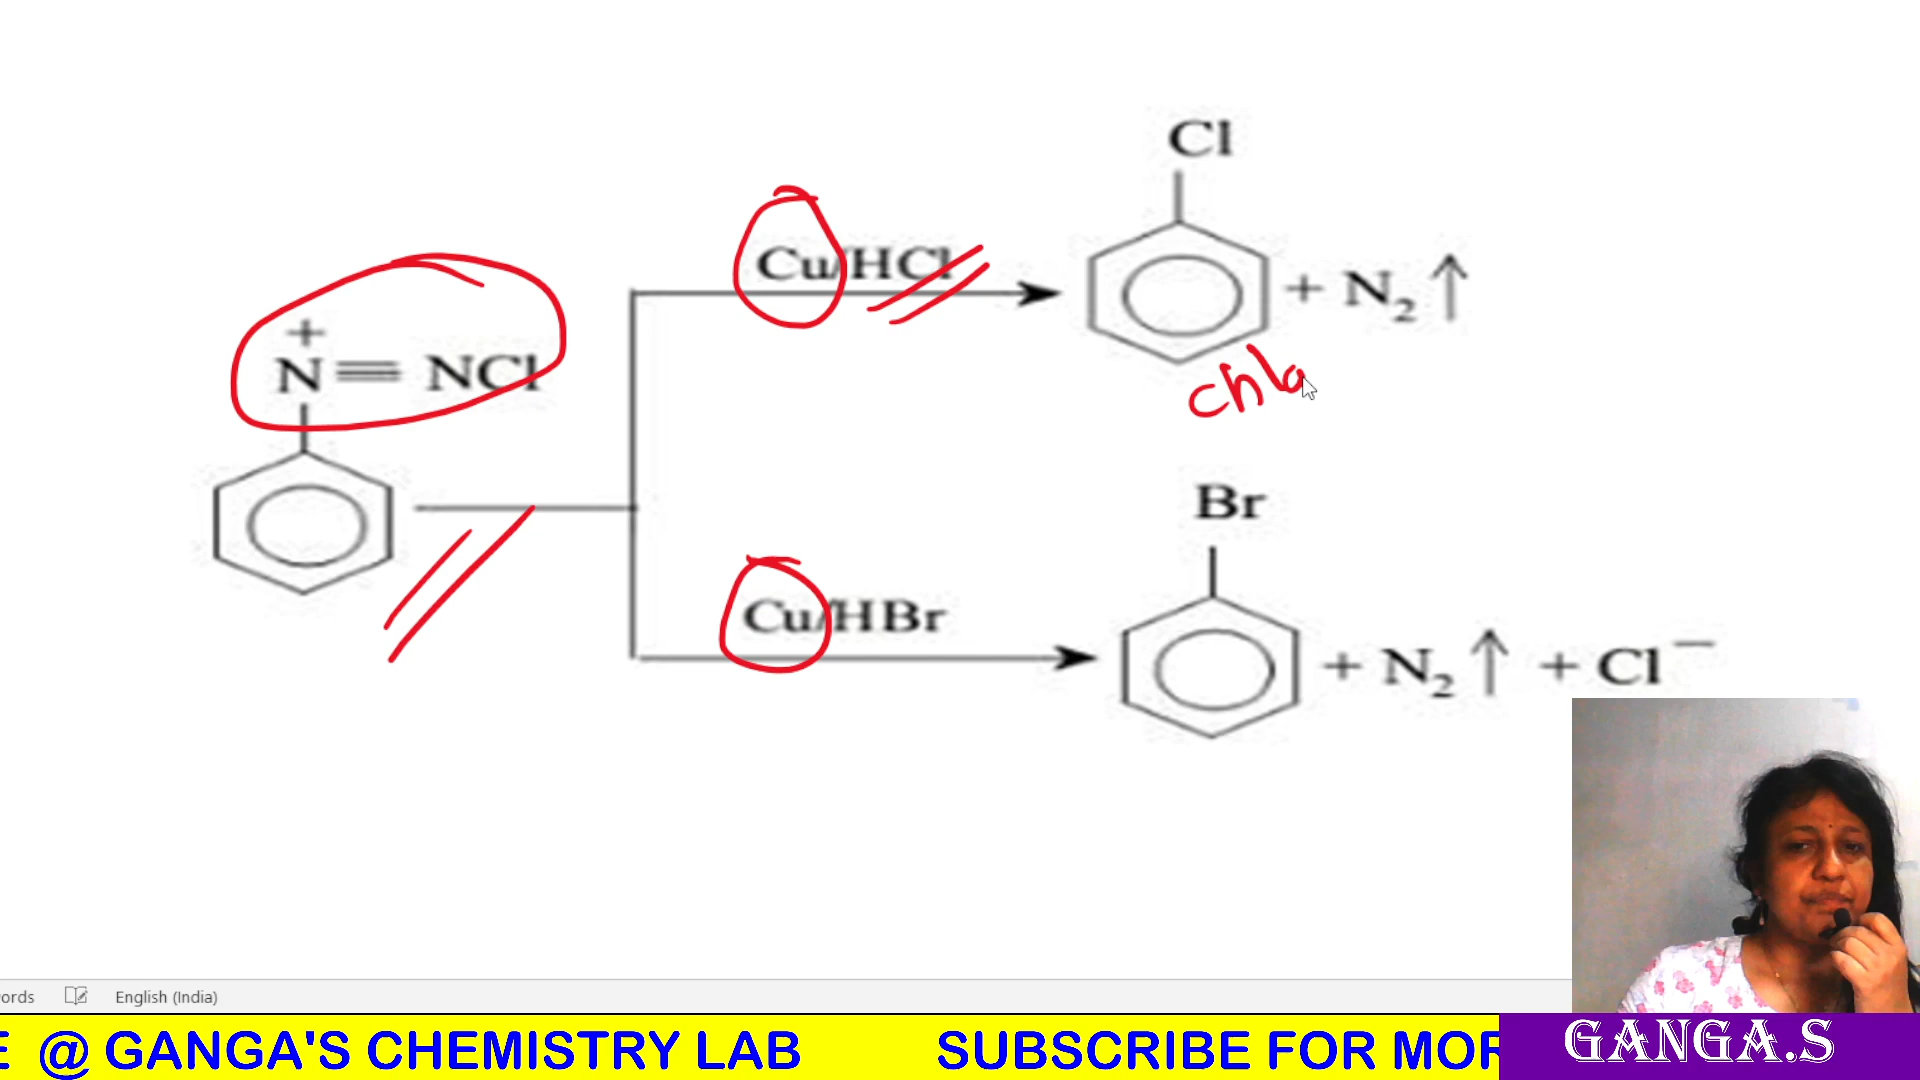 Cl
Cu/HCl
+ N₂ ↑
+
N ≡ NCl
chlo
Br
Cu/HBr
+ N₂ ↑ + Cl⁻
ords
English (India)
E @ GANGA'S CHEMISTRY LAB SUBSCRIBE FOR MOR
GANGA.S